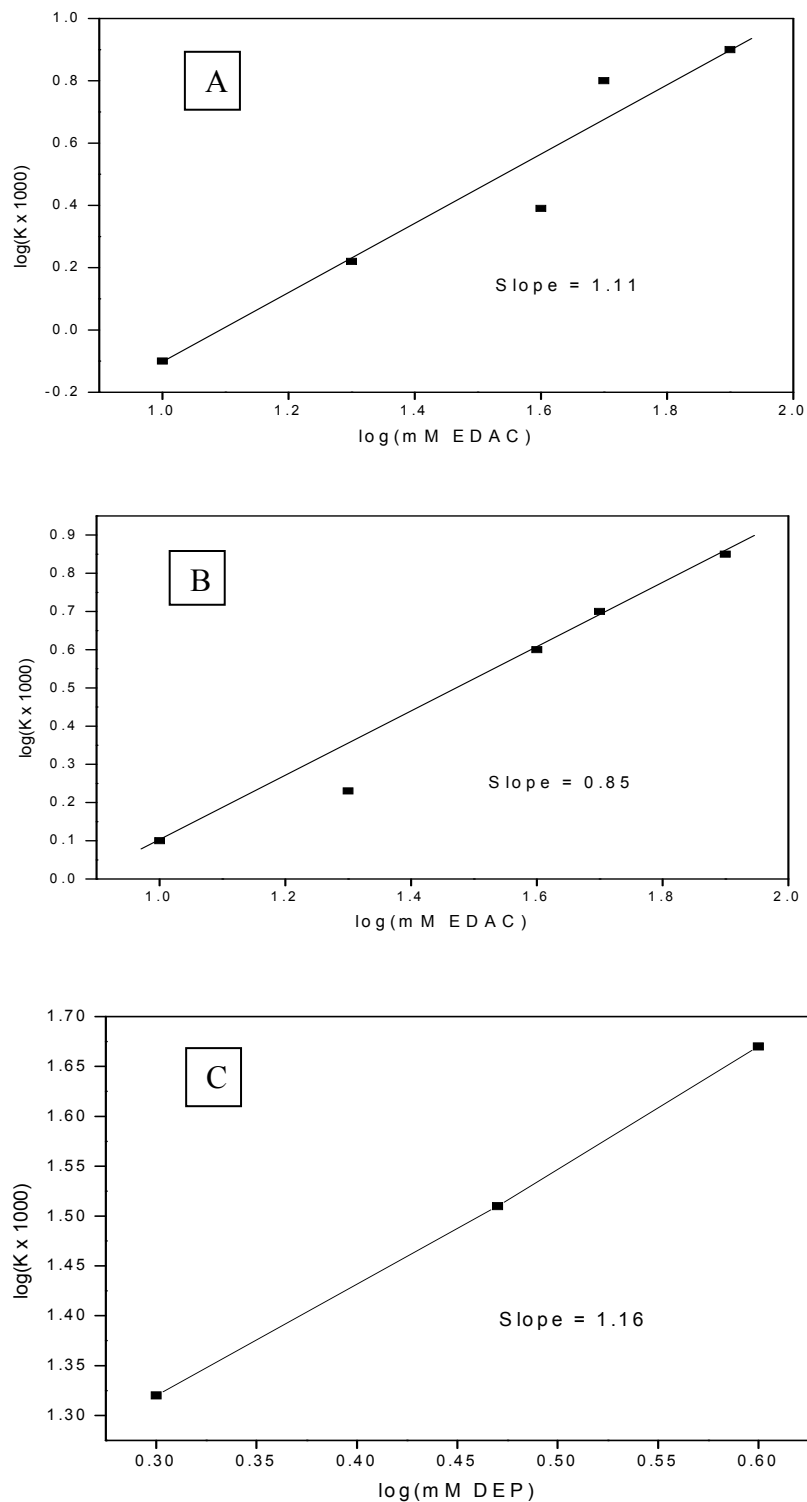 A
1.0
0.8
0.6
0.4
0.2
0.0
-0.2
log(K x 1000)
Slope = 1.11
1.0 1.2 1.4 1.6 1.8 2.0
log(mM EDAC)
B
0.9
0.8
0.7
0.6
0.5
0.4
0.3
0.2
0.1
0.0
log(K x 1000)
Slope = 0.85
1.0 1.2 1.4 1.6 1.8 2.0
log(mM EDAC)
C
1.70
1.65
1.60
1.55
1.50
1.45
1.40
1.35
1.30
log(K x 1000)
Slope = 1.16
0.30 0.35 0.40 0.45 0.50 0.55 0.60
log(mM DEP)